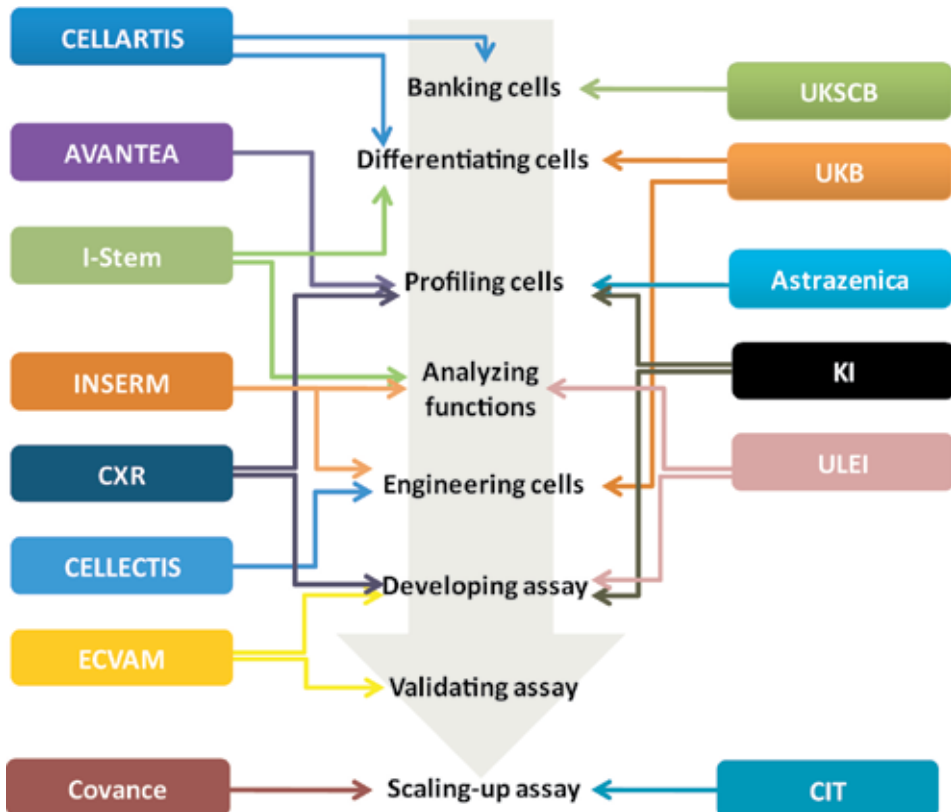 CELLARTIS
Banking cells
UKSCB
AVANTEA
Differentiating cells
UKB
I-Stem
Profiling cells
Astrazenica
INSERM
Analyzing
functions
KI
CXR
Engineering cells
ULEI
CELLECTIS
Developing assay
ECVAM
Validating assay
Covance
Scaling-up assay
CIT